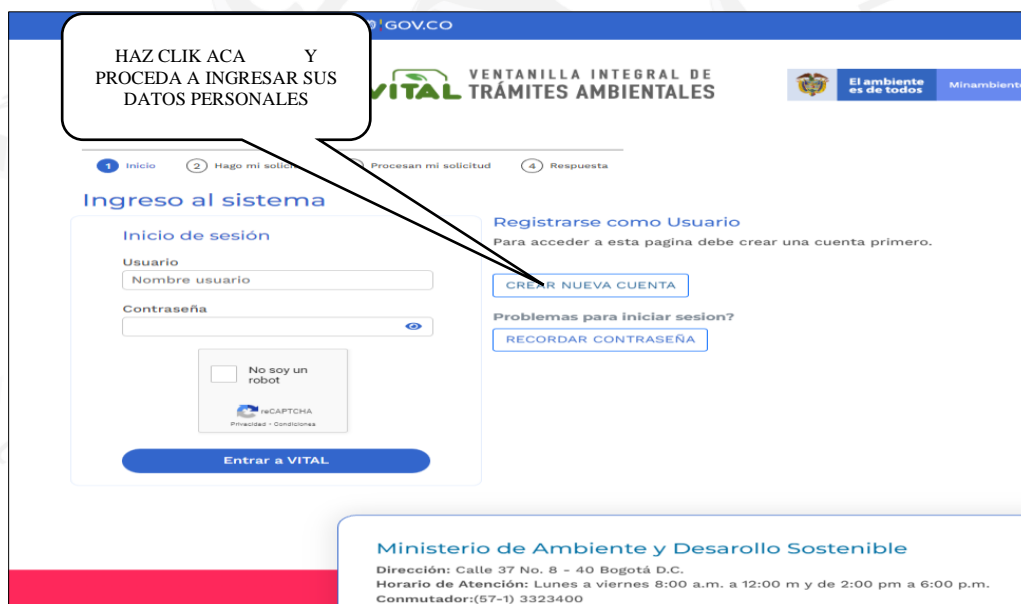 GOV.CO
HAZ CLIK ACA Y
PROCEDA A INGRESAR SUS
DATOS PERSONALES
VITAL
VENTANILLA INTEGRAL DE
TRÁMITES AMBIENTALES
El ambiente
es de todos
Minambiente
1 Inicio 2 Hago mi Procesan mi solicitud 4 Respuesta
Ingreso al sistema
Inicio de sesión
Usuario
Nombre usuario
Contraseña
No soy un
robot
reCAPTCHA
Privacidad - Condiciones
Entrar a VITAL
Registrarse como Usuario
Para acceder a esta pagina debe crear una cuenta primero.
CREAR NUEVA CUENTA
Problemas para iniciar sesion?
RECORDAR CONTRASEÑA
Ministerio de Ambiente y Desarollo Sostenible
Dirección: Calle 37 No. 8 - 40 Bogotá D.C.
Horario de Atención: Lunes a viernes 8:00 a.m. a 12:00 m y de 2:00 pm a 6:00 p.m.
Conmutador:(57-1) 3323400